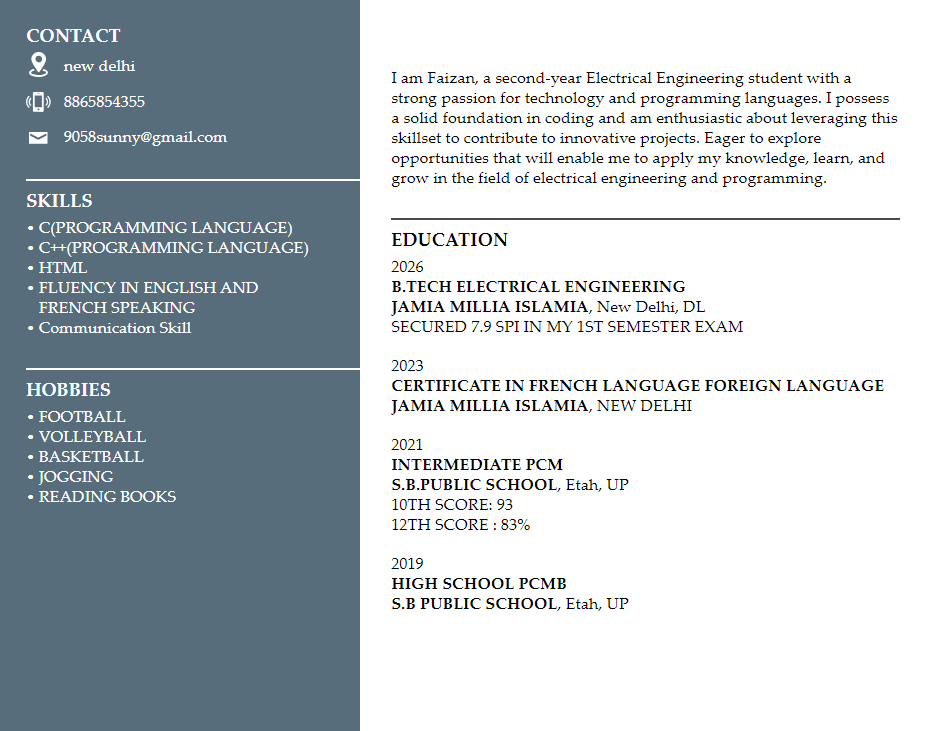 CONTACT
new delhi
8865854355
9058sunny@gmail.com
SKILLS
• C(PROGRAMMING LANGUAGE)
• C++(PROGRAMMING LANGUAGE)
• HTML
• FLUENCY IN ENGLISH AND
FRENCH SPEAKING
• Communication Skill
HOBBIES
• FOOTBALL
• VOLLEYBALL
• BASKETBALL
• JOGGING
• READING BOOKS
I am Faizan, a second-year Electrical Engineering student with a
strong passion for technology and programming languages. I possess
a solid foundation in coding and am enthusiastic about leveraging this
skillset to contribute to innovative projects. Eager to explore
opportunities that will enable me to apply my knowledge, learn, and
grow in the field of electrical engineering and programming.
EDUCATION
2026
B.TECH ELECTRICAL ENGINEERING
JAMIA MILLIA ISLAMIA, New Delhi, DL
SECURED 7.9 SPI IN MY 1ST SEMESTER EXAM
2023
CERTIFICATE IN FRENCH LANGUAGE FOREIGN LANGUAGE
JAMIA MILLIA ISLAMIA, NEW DELHI
2021
INTERMEDIATE PCM
S.B.PUBLIC SCHOOL, Etah, UP
10TH SCORE: 93
12TH SCORE : 83%
2019
HIGH SCHOOL PCMB
S.B PUBLIC SCHOOL, Etah, UP